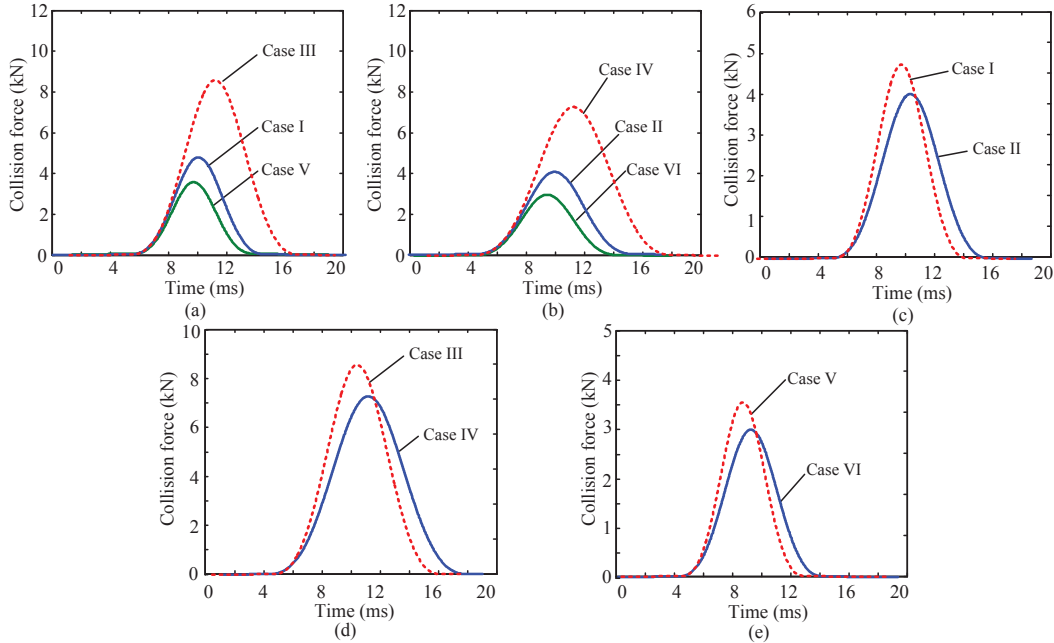 12
10
8
6
4
2
0
Collision force (kN)
Case III
Case I
Case V
0 4 8 12 16 20
Time (ms)
(a)
12
10
8
6
4
2
0
Collision force (kN)
Case IV
Case II
Case VI
0 4 8 12 16 20
Time (ms)
(b)
6
5
4
3
2
1
0
Collision force (kN)
Case I
Case II
0 4 8 12 16 20
Time (ms)
(c)
10
8
6
4
2
0
Collision force (kN)
Case III
Case IV
0 4 8 12 16 20
Time (ms)
(d)
5
4
3
2
1
0
Collision force (kN)
Case V
Case VI
0 4 8 12 16 20
Time (ms)
(e)